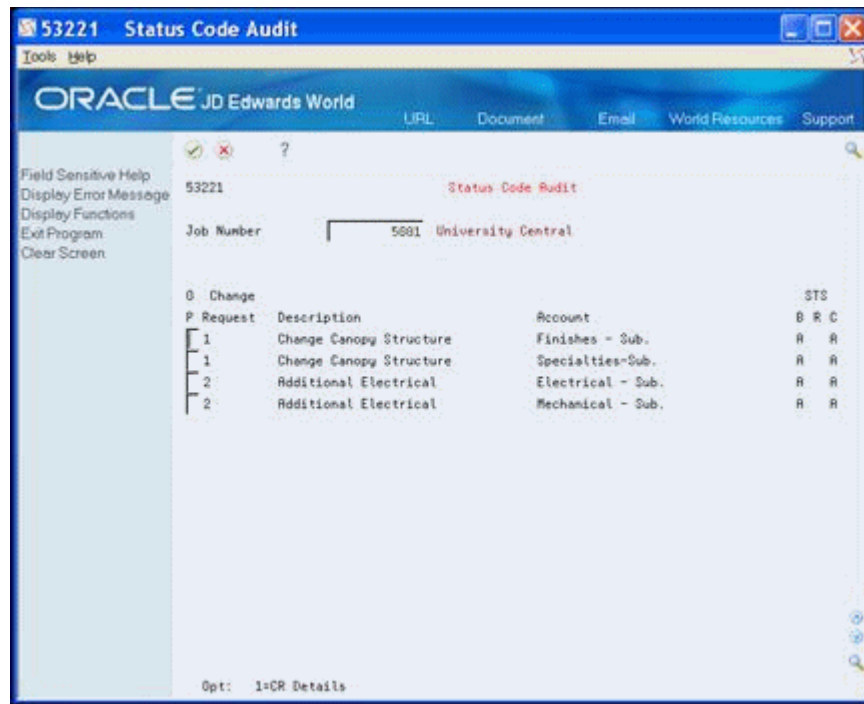 53221 Status Code Audit
Tools Help
ORACLE JD Edwards World
URL Document Email World Resources Support
?
Field Sensitive Help
Display Error Message
Display Functions
Exit Program
Clear Screen
53221 Status Code Audit
Job Number 5001 University Central
O Change STS
P Request Description Account B R C
1 Change Canopy Structure Finishes - Sub. A A
1 Change Canopy Structure Specialties-Sub. A A
2 Additional Electrical Electrical - Sub. A A
2 Additional Electrical Mechanical - Sub. A A
Opt: 1=CR Details